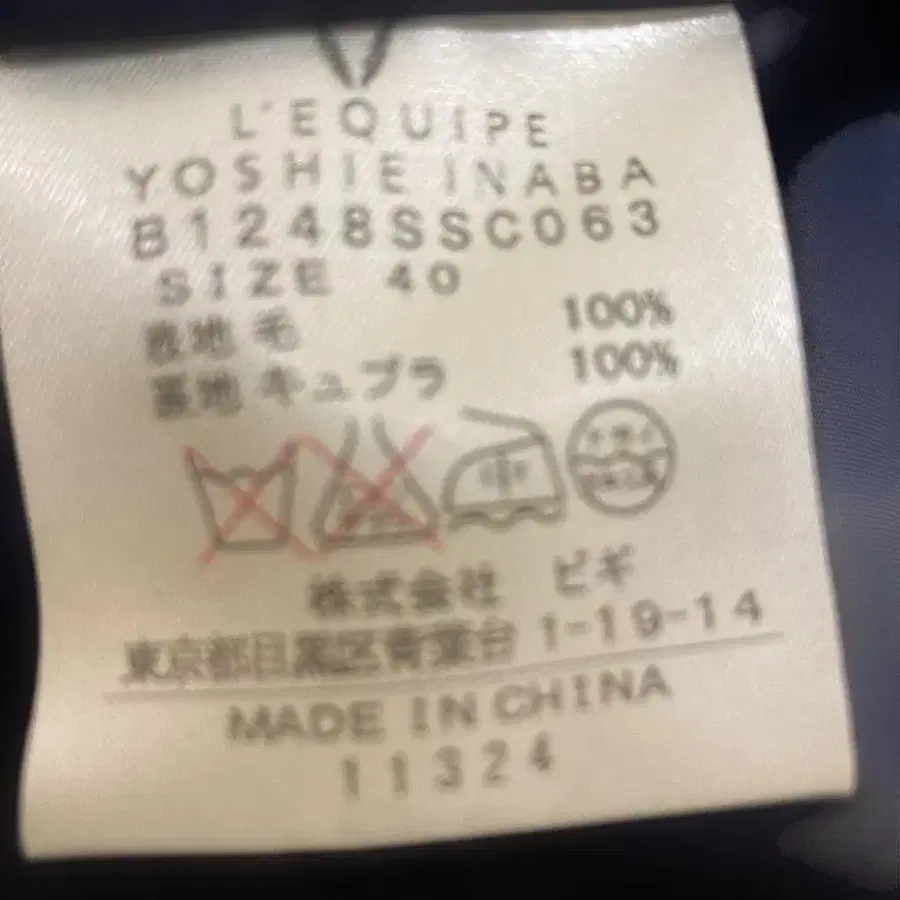 L'EQUIPE
YOSHIE INABA
B1248SSC063
SIZE 40
表地 毛 100%
裏地 キュプラ 100%
中
株式会社 ビギ
東京都目黒区青葉台 1-19-14
MADE IN CHINA
11324